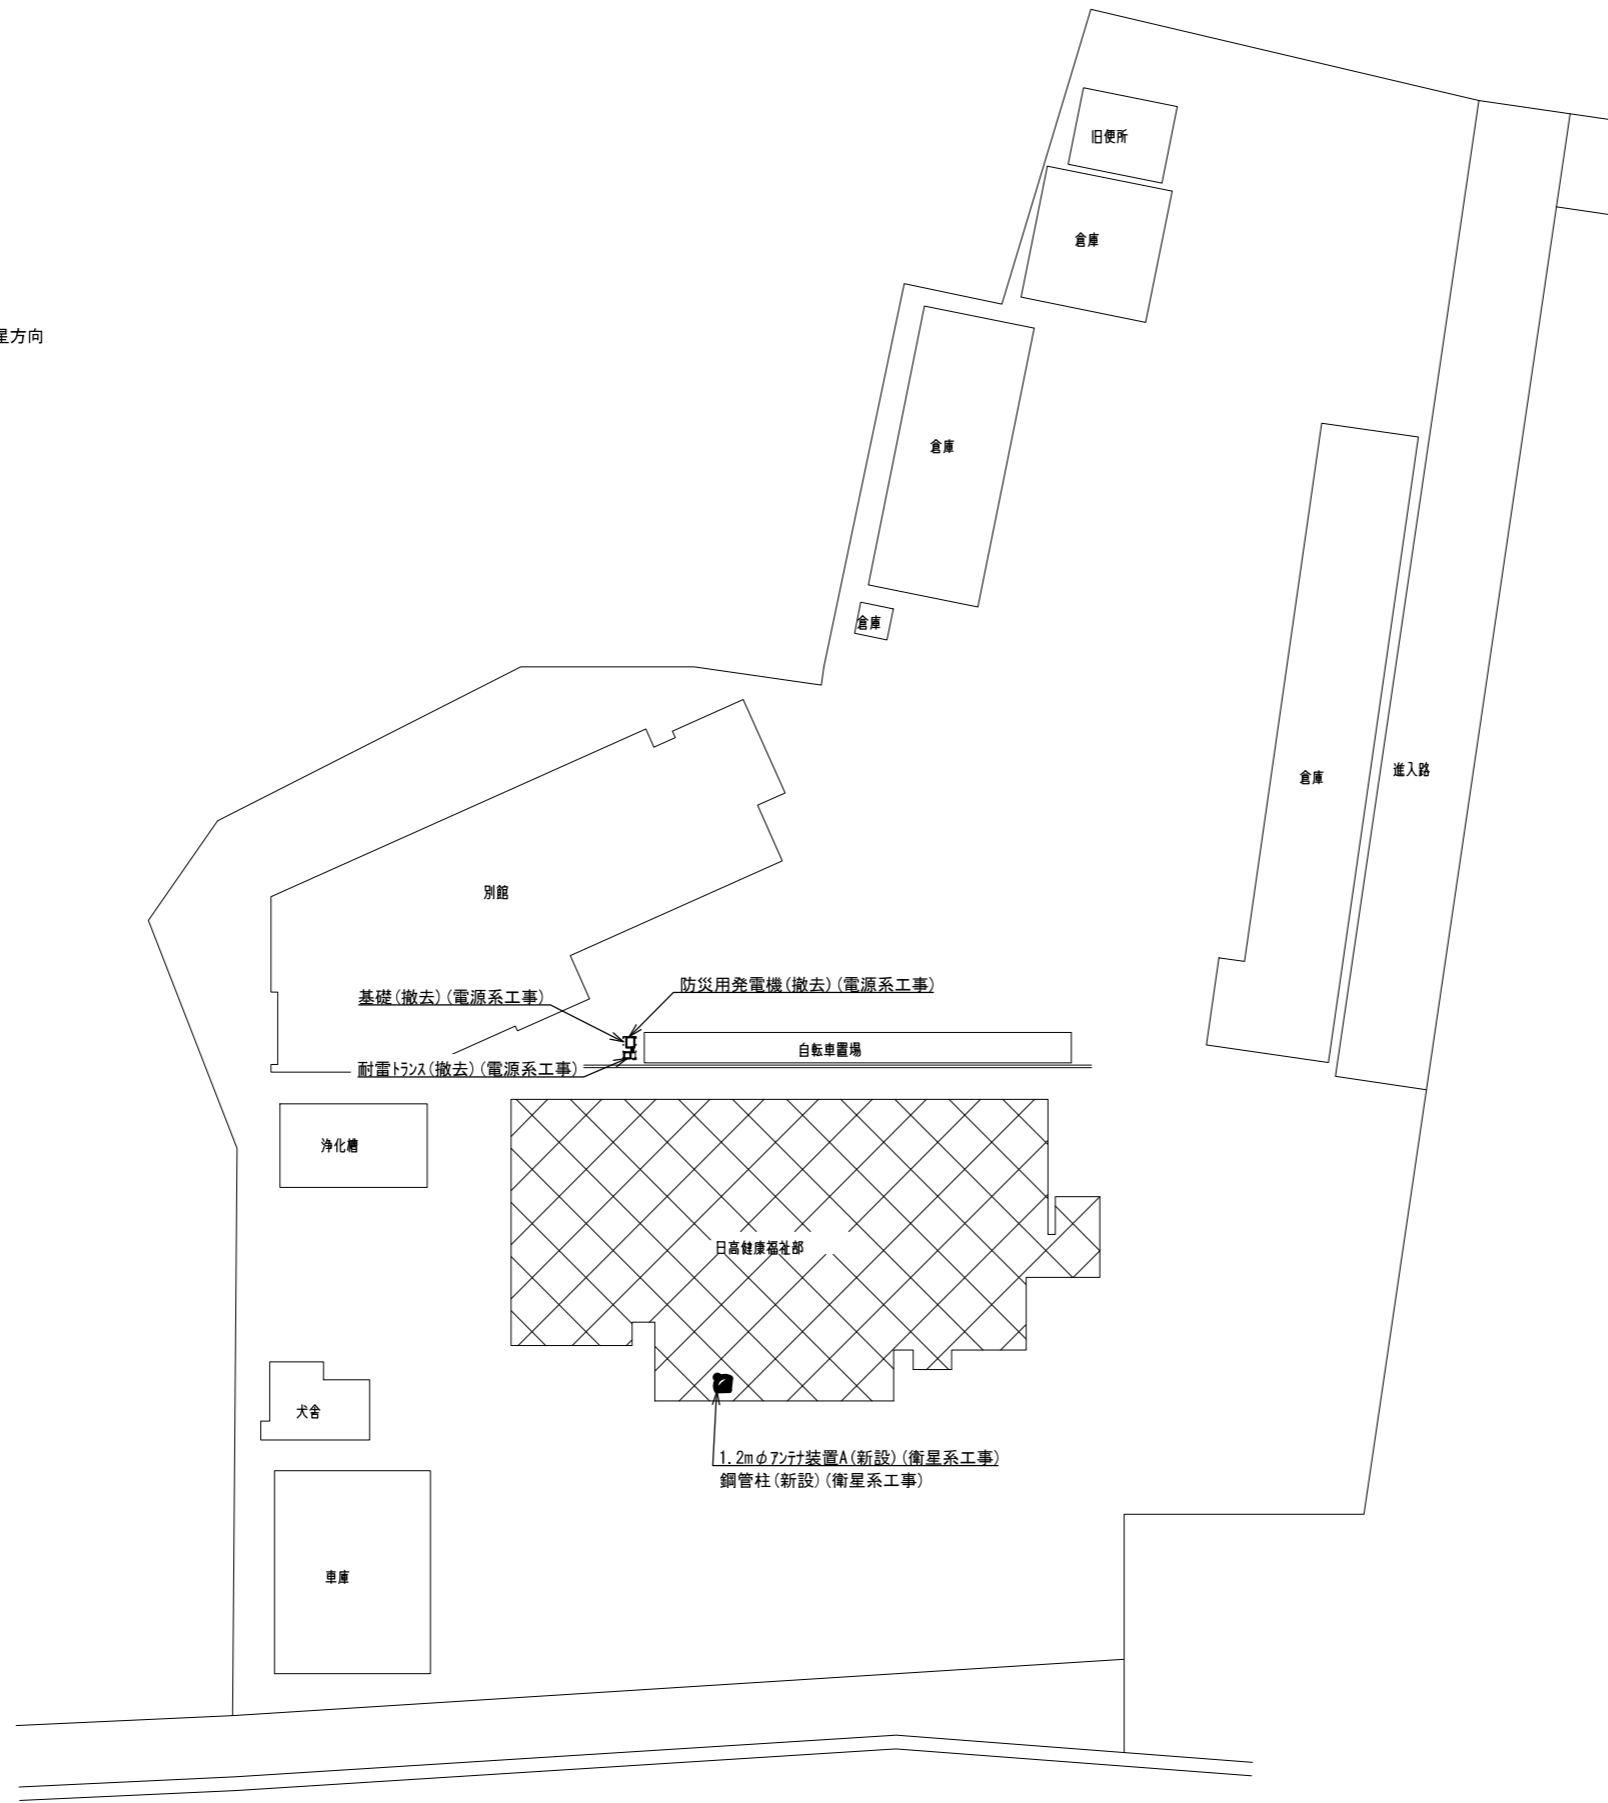 旧便所
倉庫
星方向
倉庫
倉庫
倉庫
進入路
別館
防災用発電機(撤去)(電源系工事)
基礎(撤去)(電源系工事)
自転車置場
耐雷ﾄﾗﾝｽ(撤去)(電源系工事)
浄化槽
日高健康福祉部
犬舎
1.2mφｱﾝﾃﾅ装置A(新設)(衛星系工事)
鋼管柱(新設)(衛星系工事)
車庫